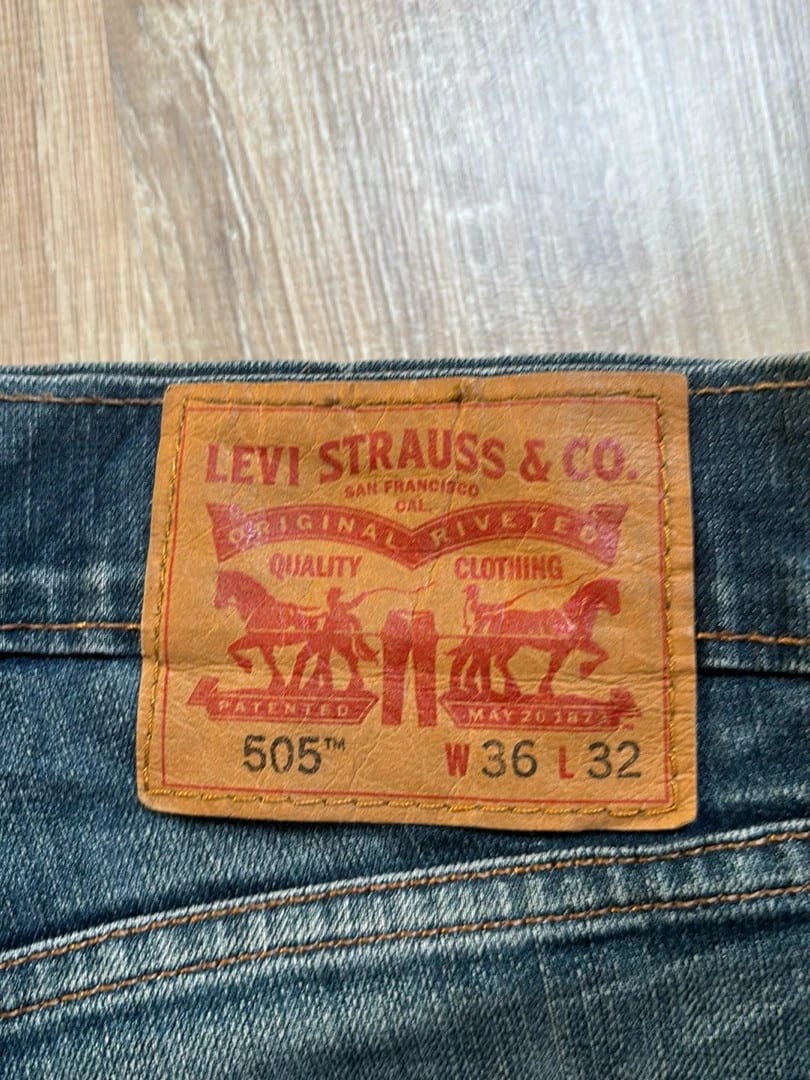 LEVI STRAUSS & CO.
SAN FRANCISCO
CAL.
ORIGINAL RIVETED
QUALITY CLOTHING
PATENTED MAY 20 1873
505™ W 36 L 32